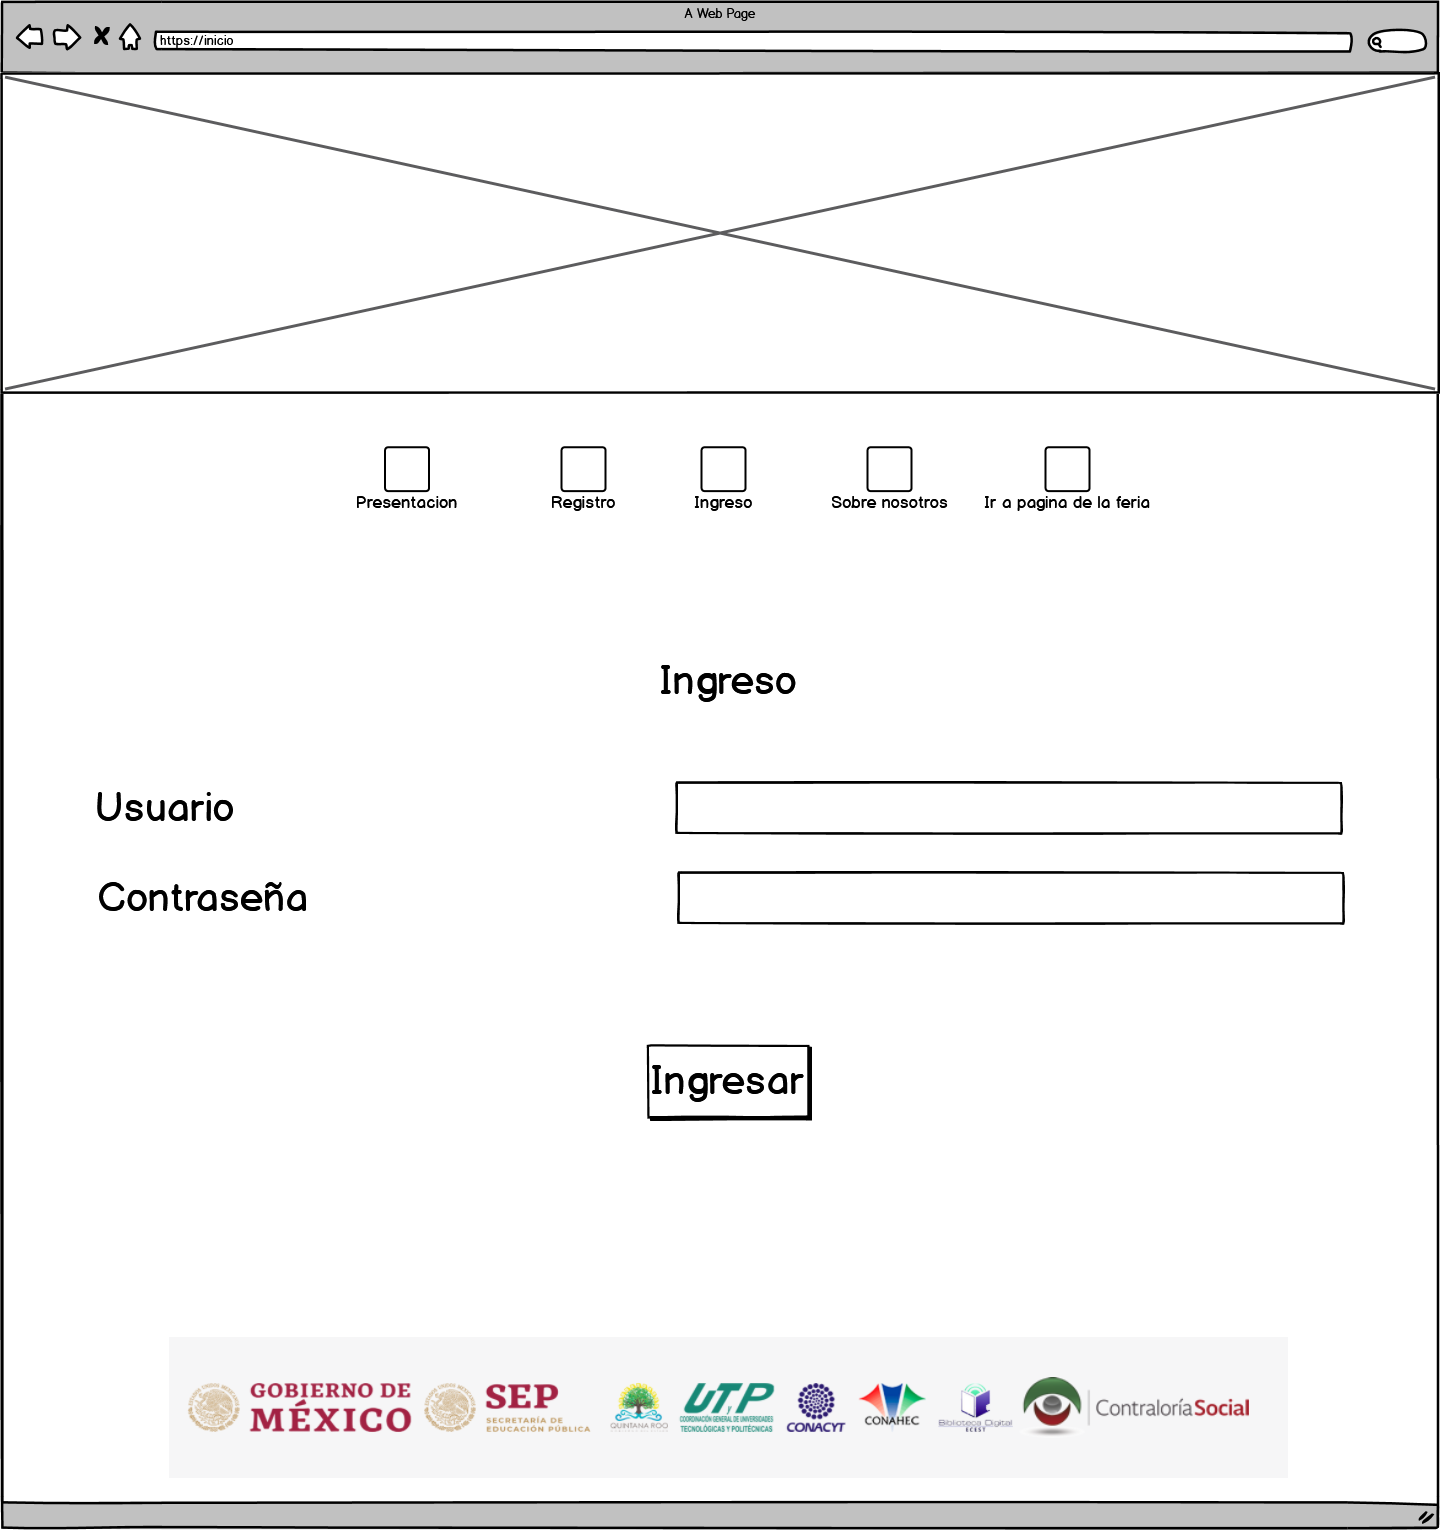 A Web Page
https://inicio
Presentacion
Registro
Ingreso
Sobre nosotros
Ir a pagina de la feria
Ingreso
Usuario
Contraseña
Ingresar
GOBIERNO DE
MÉXICO
SEP
SECRETARÍA DE
EDUCACIÓN PÚBLICA
QUINTANA ROO
UTyP
COORDINACIÓN GENERAL DE UNIVERSIDADES
TECNOLÓGICAS Y POLITÉCNICAS
CONACYT
CONAHEC
Biblioteca Digital
ECEST
ContraloríaSocial